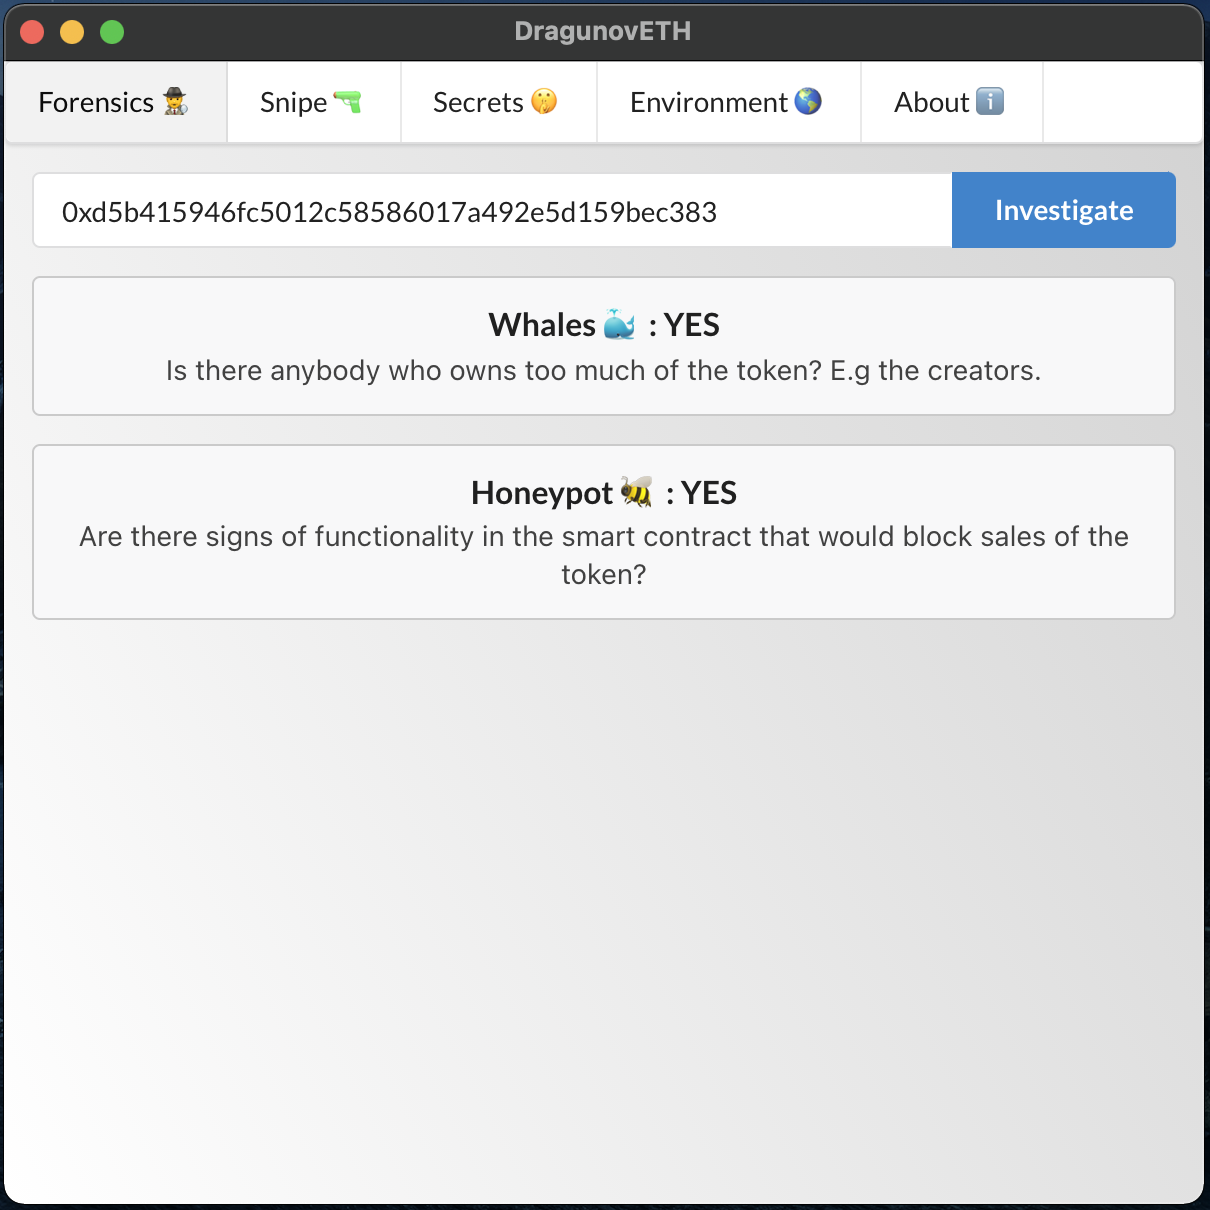 DragunovETH
Forensics 🕵️ Snipe 🔫 Secrets 🤫 Environment 🌎 About ℹ️
0xd5b415946fc5012c58586017a492e5d159bec383 Investigate
Whales 🐳 : YES
Is there anybody who owns too much of the token? E.g the creators.
Honeypot 🐝 : YES
Are there signs of functionality in the smart contract that would block sales of the
token?